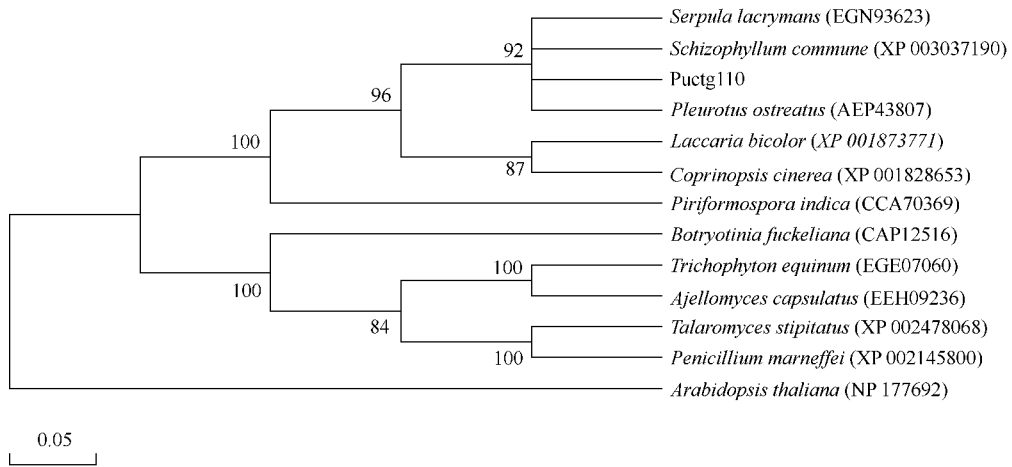 Serpula lacrymans (EGN93623)
92
Schizophyllum commune (XP 003037190)
Puctg110
96
Pleurotus ostreatus (AEP43807)
100
Laccaria bicolor (XP 001873771)
87
Coprinopsis cinerea (XP 001828653)
Piriformospora indica (CCA70369)
Botryotinia fuckeliana (CAP12516)
100
Trichophyton equinum (EGE07060)
100
Ajellomyces capsulatus (EEH09236)
84
Talaromyces stipitatus (XP 002478068)
100
Penicillium marneffei (XP 002145800)
Arabidopsis thaliana (NP 177692)
0.05